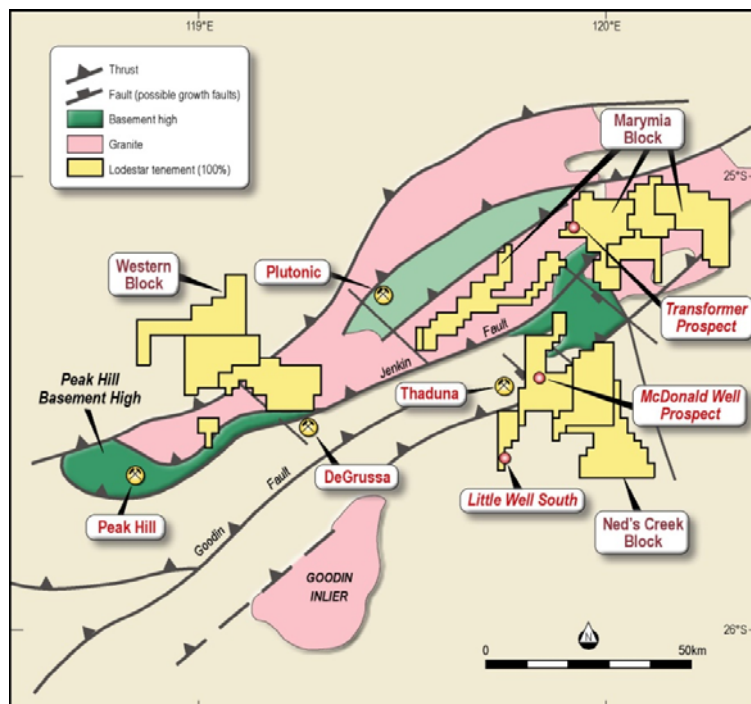 119°E
120°E
Thrust
Fault (possible growth faults)
Basement high
Granite
Lodestar tenement (100%)
Marymia
Block
25°S
Western
Block
Plutonic
Transformer
Prospect
Peak Hill
Basement High
Jenkin
Fault
Thaduna
McDonald Well
Prospect
DeGrussa
Peak Hill
Little Well South
Ned's Creek
Block
Goodin
Fault
GOODIN
INLIER
26°S
N
0
50km